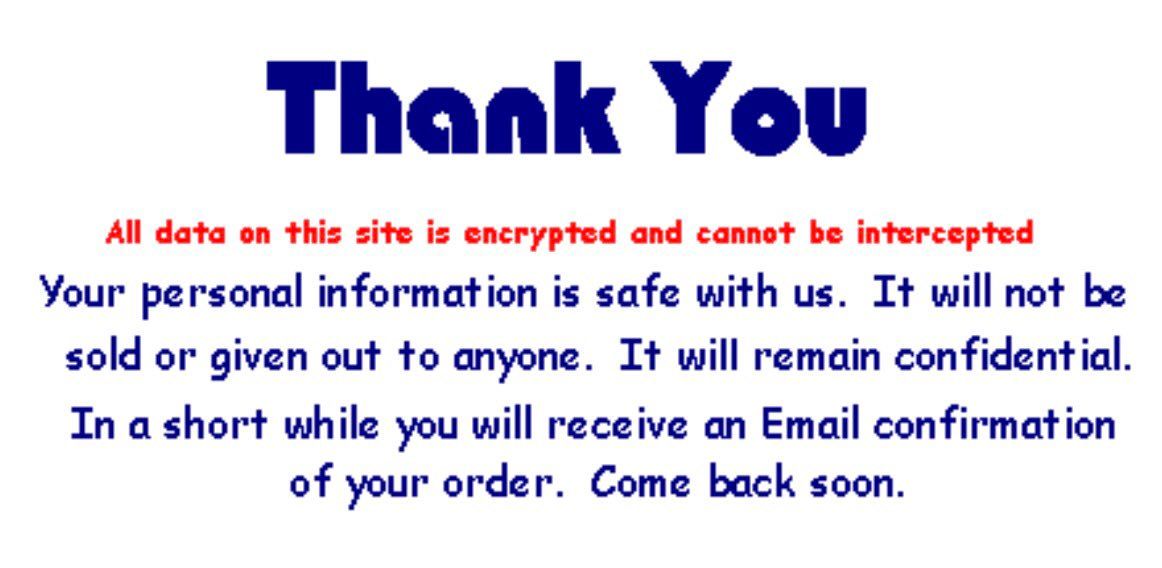 Thank You
All data on this site is encrypted and cannot be intercepted
Your personal information is safe with us. It will not be
sold or given out to anyone. It will remain confidential.
In a short while you will receive an Email confirmation
of your order. Come back soon.